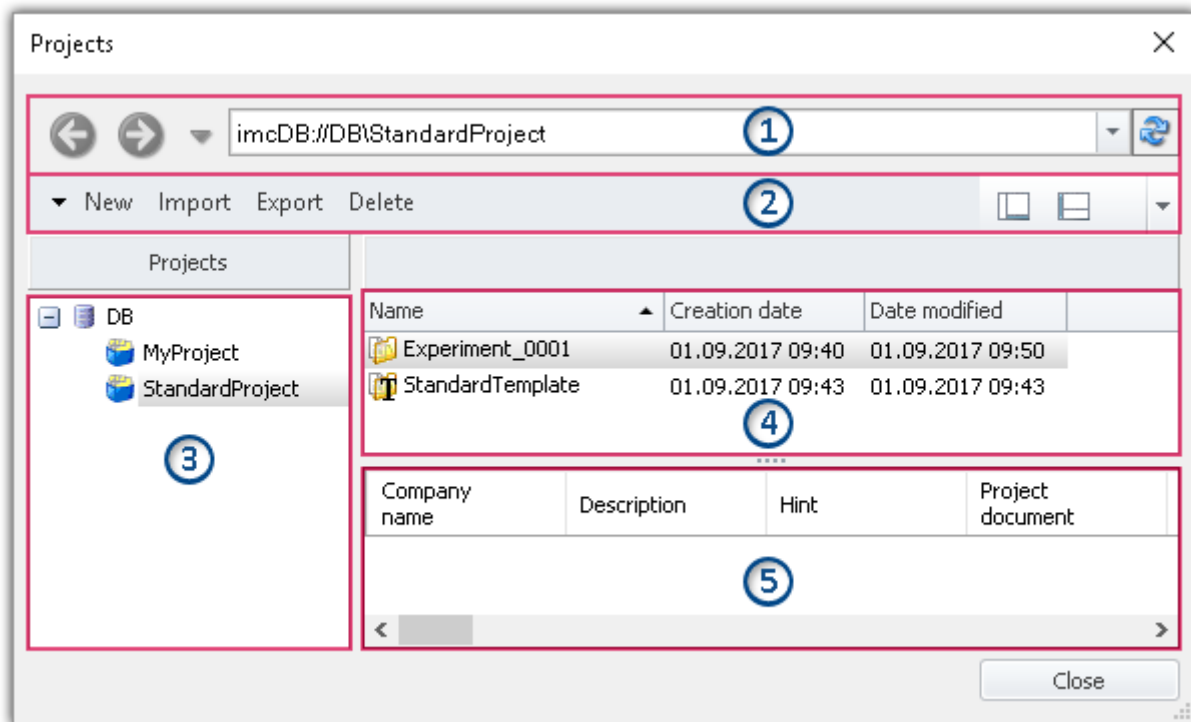 Projects
imcDB://DB\StandardProject
1
New Import Export Delete
2
Projects
DB
MyProject
StandardProject
3
Name Creation date Date modified
Experiment_0001 01.09.2017 09:40 01.09.2017 09:50
StandardTemplate 01.09.2017 09:43 01.09.2017 09:43
4
Company name Description Hint Project document
5
Close